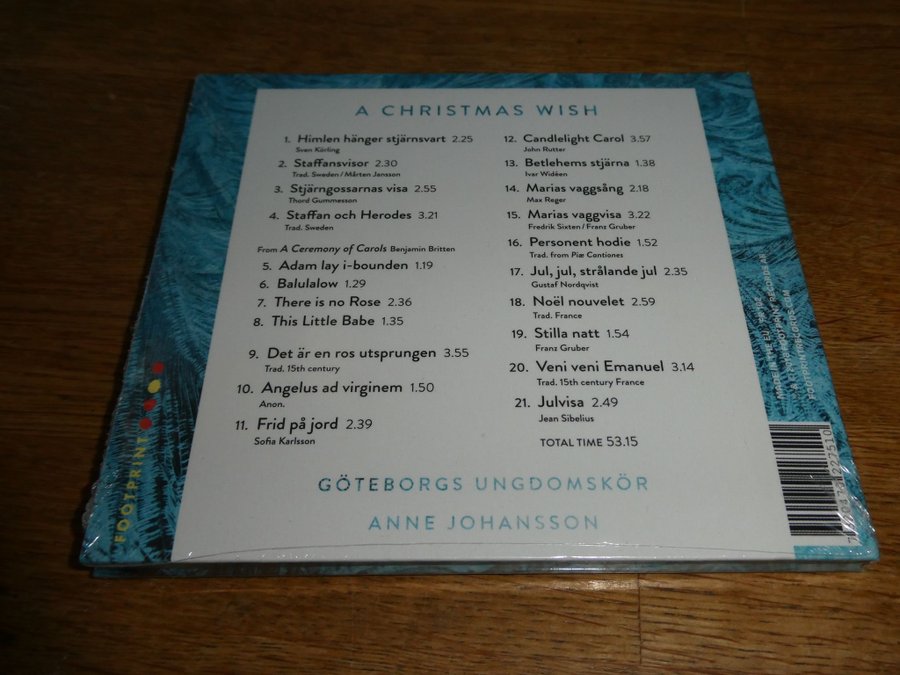 A CHRISTMAS WISH
1. Himlen hänger stjärnsvart 2.25
Sven Körling
2. Staffansvisor 2.30
Trad. Sweden / Mårten Jansson
3. Stjärngossarnas visa 2.55
Thord Gummesson
4. Staffan och Herodes 3.21
Trad. Sweden
From A Ceremony of Carols Benjamin Britten
5. Adam lay i-bounden 1.19
6. Balulalow 1.29
7. There is no Rose 2.36
8. This Little Babe 1.35
9. Det är en ros utsprungen 3.55
Trad. 15th century
10. Angelus ad virginem 1.50
Anon.
11. Frid på jord 2.39
Sofia Karlsson
12. Candlelight Carol 3.57
John Rutter
13. Betlehems stjärna 1.38
Ivar Widéen
14. Marias vaggsång 2.18
Max Reger
15. Marias vaggvisa 3.22
Fredrik Sixten / Franz Gruber
16. Personent hodie 1.52
Trad. from Piæ Cantiones
17. Jul, jul, strålande jul 2.35
Gustaf Nordqvist
18. Noël nouvelet 2.59
Trad. France
19. Stilla natt 1.54
Franz Gruber
20. Veni veni Emanuel 3.14
Trad. 15th century France
21. Julvisa 2.49
Jean Sibelius
TOTAL TIME 53.15
GÖTEBORGS UNGDOMSKÖR
ANNE JOHANSSON
FOOTPRINT